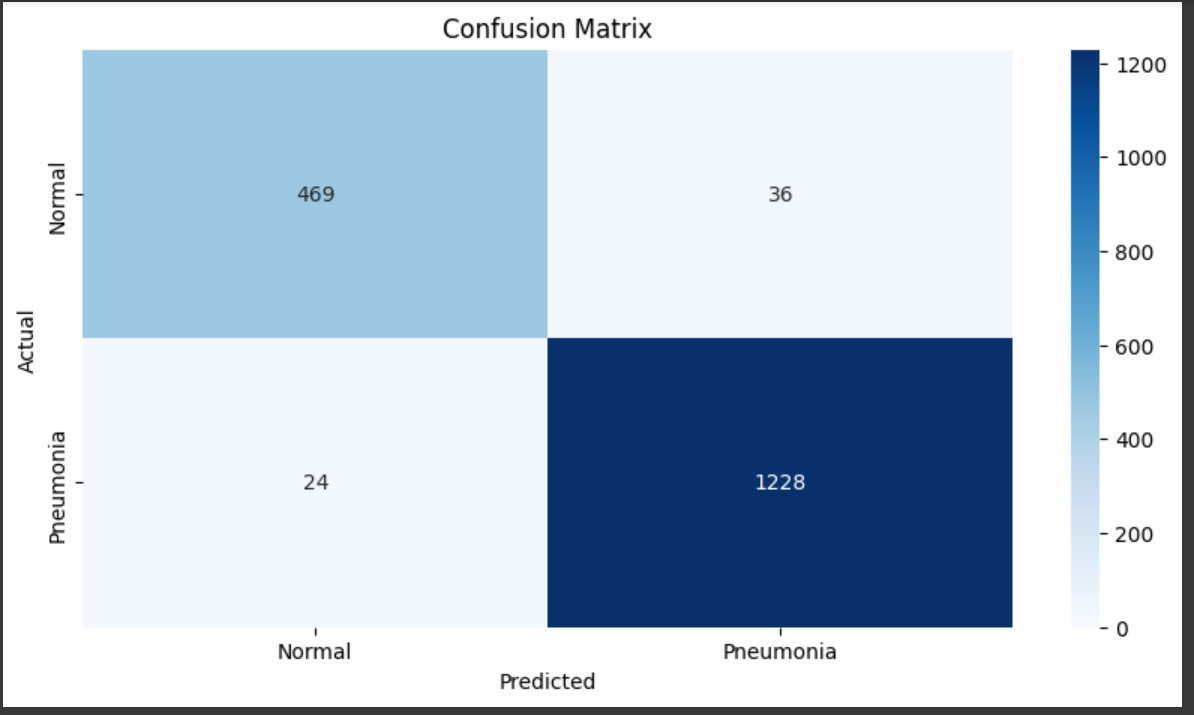 Confusion Matrix
Normal
469
36
Actual
Pneumonia
24
1228
Normal
Pneumonia
Predicted
1200
1000
800
600
400
200
0